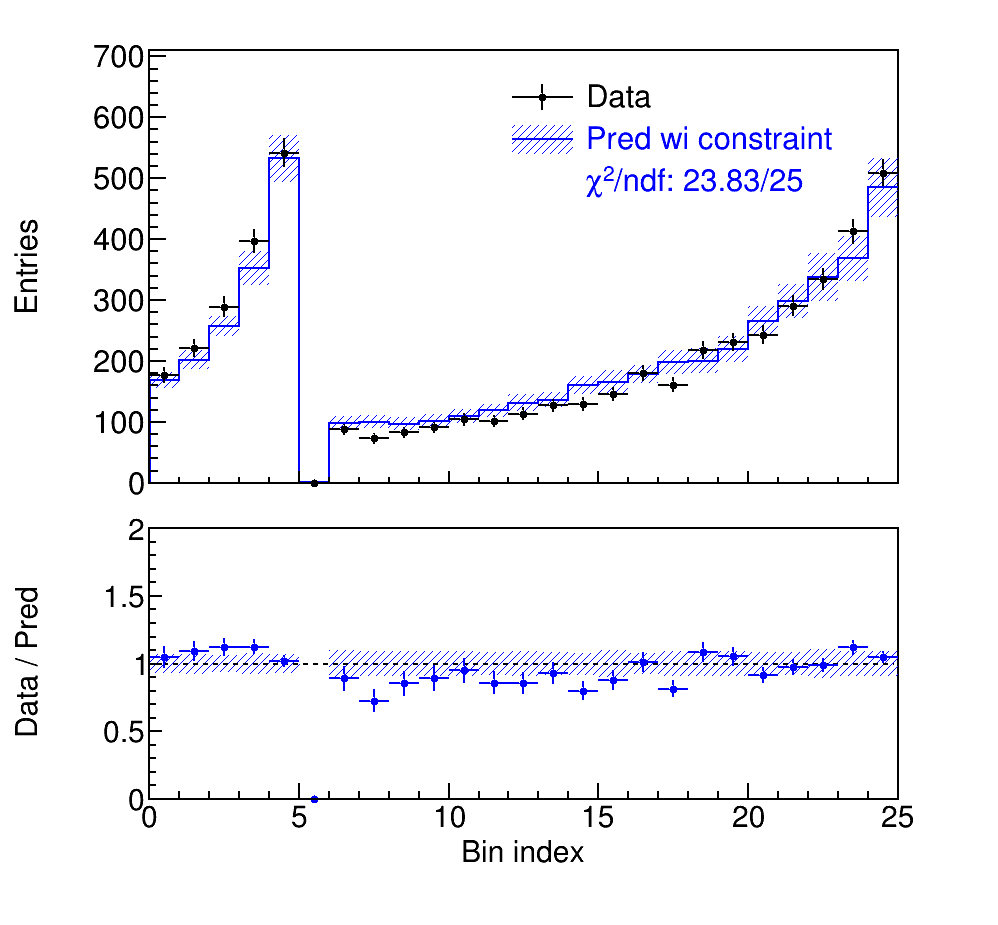 700
600
500
400
300
200
100
0
Entries
Data
Pred wi constraint
χ²/ndf: 23.83/25
2
1.5
1
0.5
0
Data / Pred
0 5 10 15 20 25
Bin index